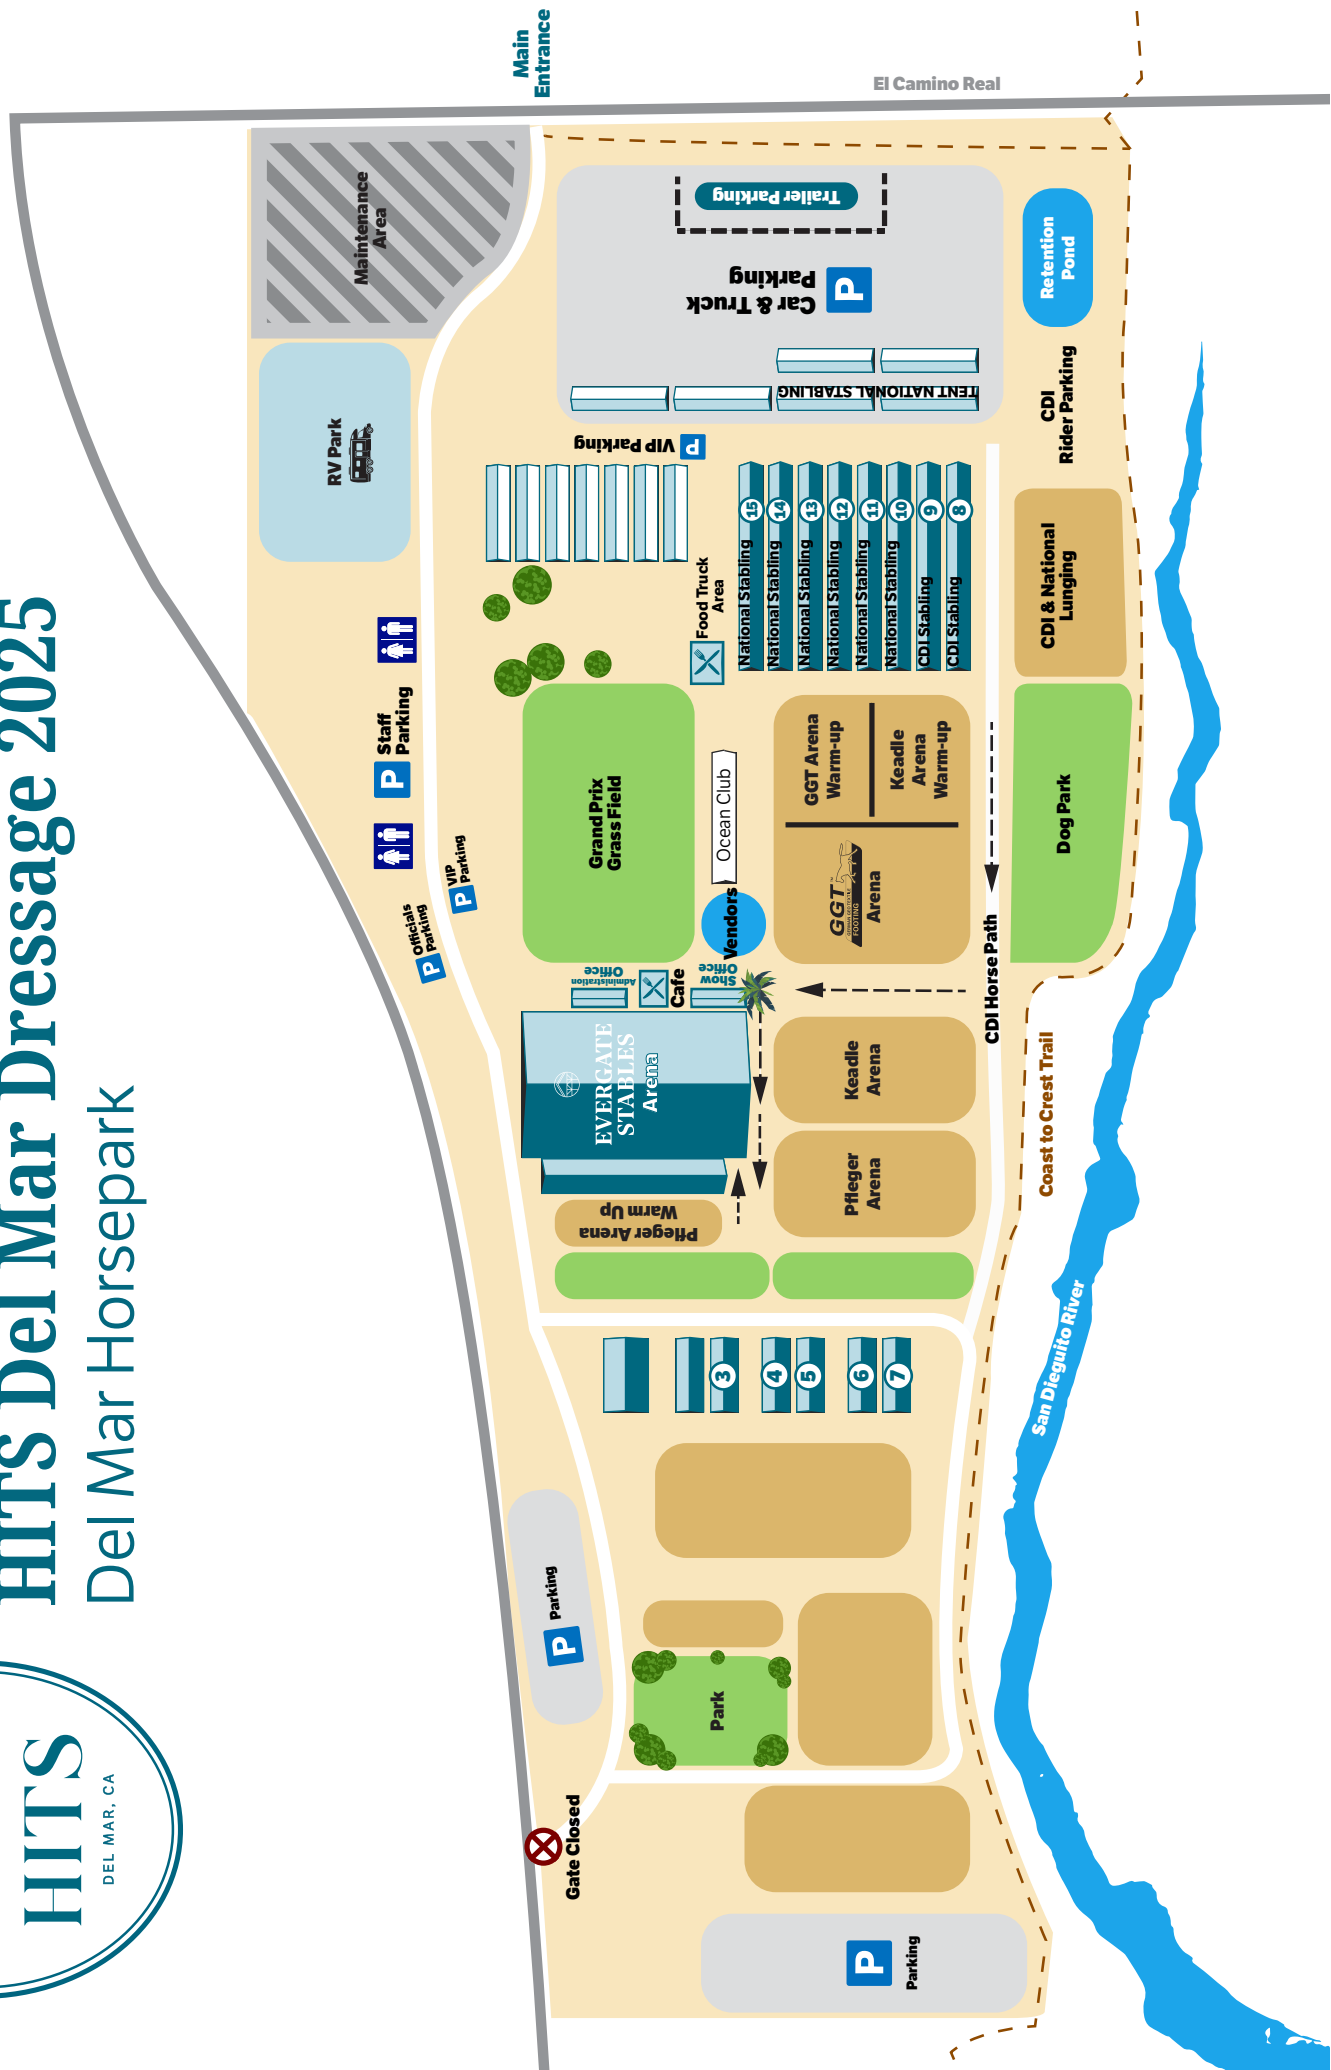 HITS Del Mar Dressage 2025
Del Mar Horsepark
HITS
DEL MAR, CA
Main
Entrance
El Camino Real
Maintenance
Area
Trailer Parking
Car & Truck
Parking
P
Retention
Pond
RV Park
TENT NATIONAL STABLING
CDI
Rider Parking
VIP Parking
P
National Stabling 15
National Stabling 14
National Stabling 13
National Stabling 12
National Stabling 11
National Stabling 10
CDI Stabling 9
CDI Stabling 8
Food Truck
Area
CDI & National
Lunging
P
Staff
Parking
P
VIP
Parking
P
Officials
Parking
Grand Prix
Grass Field
Ocean Club
Vendors
GGT Arena
Warm-up
Keadle
Arena
Warm-up
GGT™
FOOTING
Arena
Dog Park
Administration
Office
Cafe
Show
Office
CDI Horse Path
EVERGATE
STABLES
Arena
Keadle
Arena
Pfleger
Arena
Coast to Crest Trail
Pfleger Arena
Warm Up
San Dieguito River
3
4
5
6
7
P
Parking
Park
Gate Closed
P
Parking